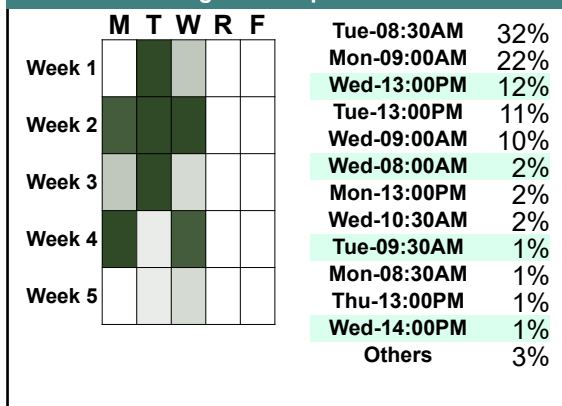 M T W R F
Week 1
Week 2
Week 3
Week 4
Week 5
Tue-08:30AM 32%
Mon-09:00AM 22%
Wed-13:00PM 12%
Tue-13:00PM 11%
Wed-09:00AM 10%
Wed-08:00AM 2%
Mon-13:00PM 2%
Wed-10:30AM 2%
Tue-09:30AM 1%
Mon-08:30AM 1%
Thu-13:00PM 1%
Wed-14:00PM 1%
Others 3%